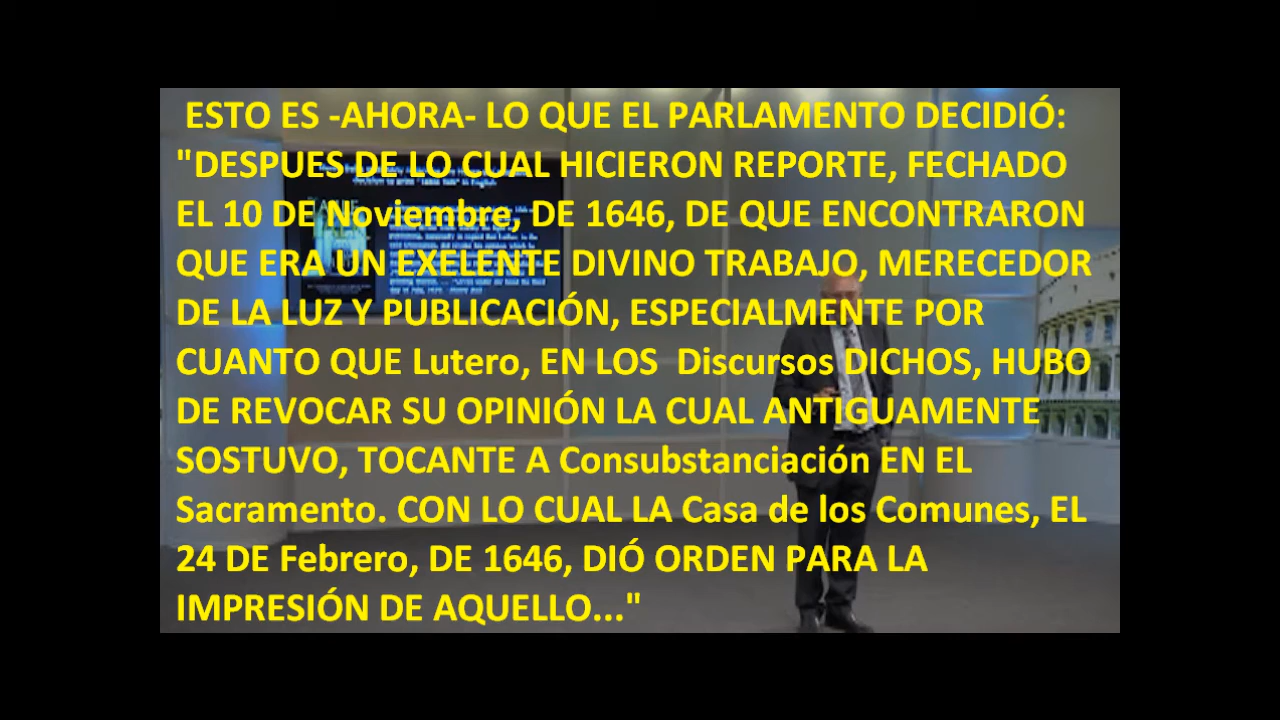 ESTO ES -AHORA- LO QUE EL PARLAMENTO DECIDIÓ:
"DESPUES DE LO CUAL HICIERON REPORTE, FECHADO
EL 10 DE Noviembre, DE 1646, DE QUE ENCONTRARON
QUE ERA UN EXELENTE DIVINO TRABAJO, MERECEDOR
DE LA LUZ Y PUBLICACIÓN, ESPECIALMENTE POR
CUANTO QUE Lutero, EN LOS Discursos DICHOS, HUBO
DE REVOCAR SU OPINIÓN LA CUAL ANTIGUAMENTE
SOSTUVO, TOCANTE A Consubstanciación EN EL
Sacramento. CON LO CUAL LA Casa de los Comunes, EL
24 DE Febrero, DE 1646, DIÓ ORDEN PARA LA
IMPRESIÓN DE AQUELLO..."